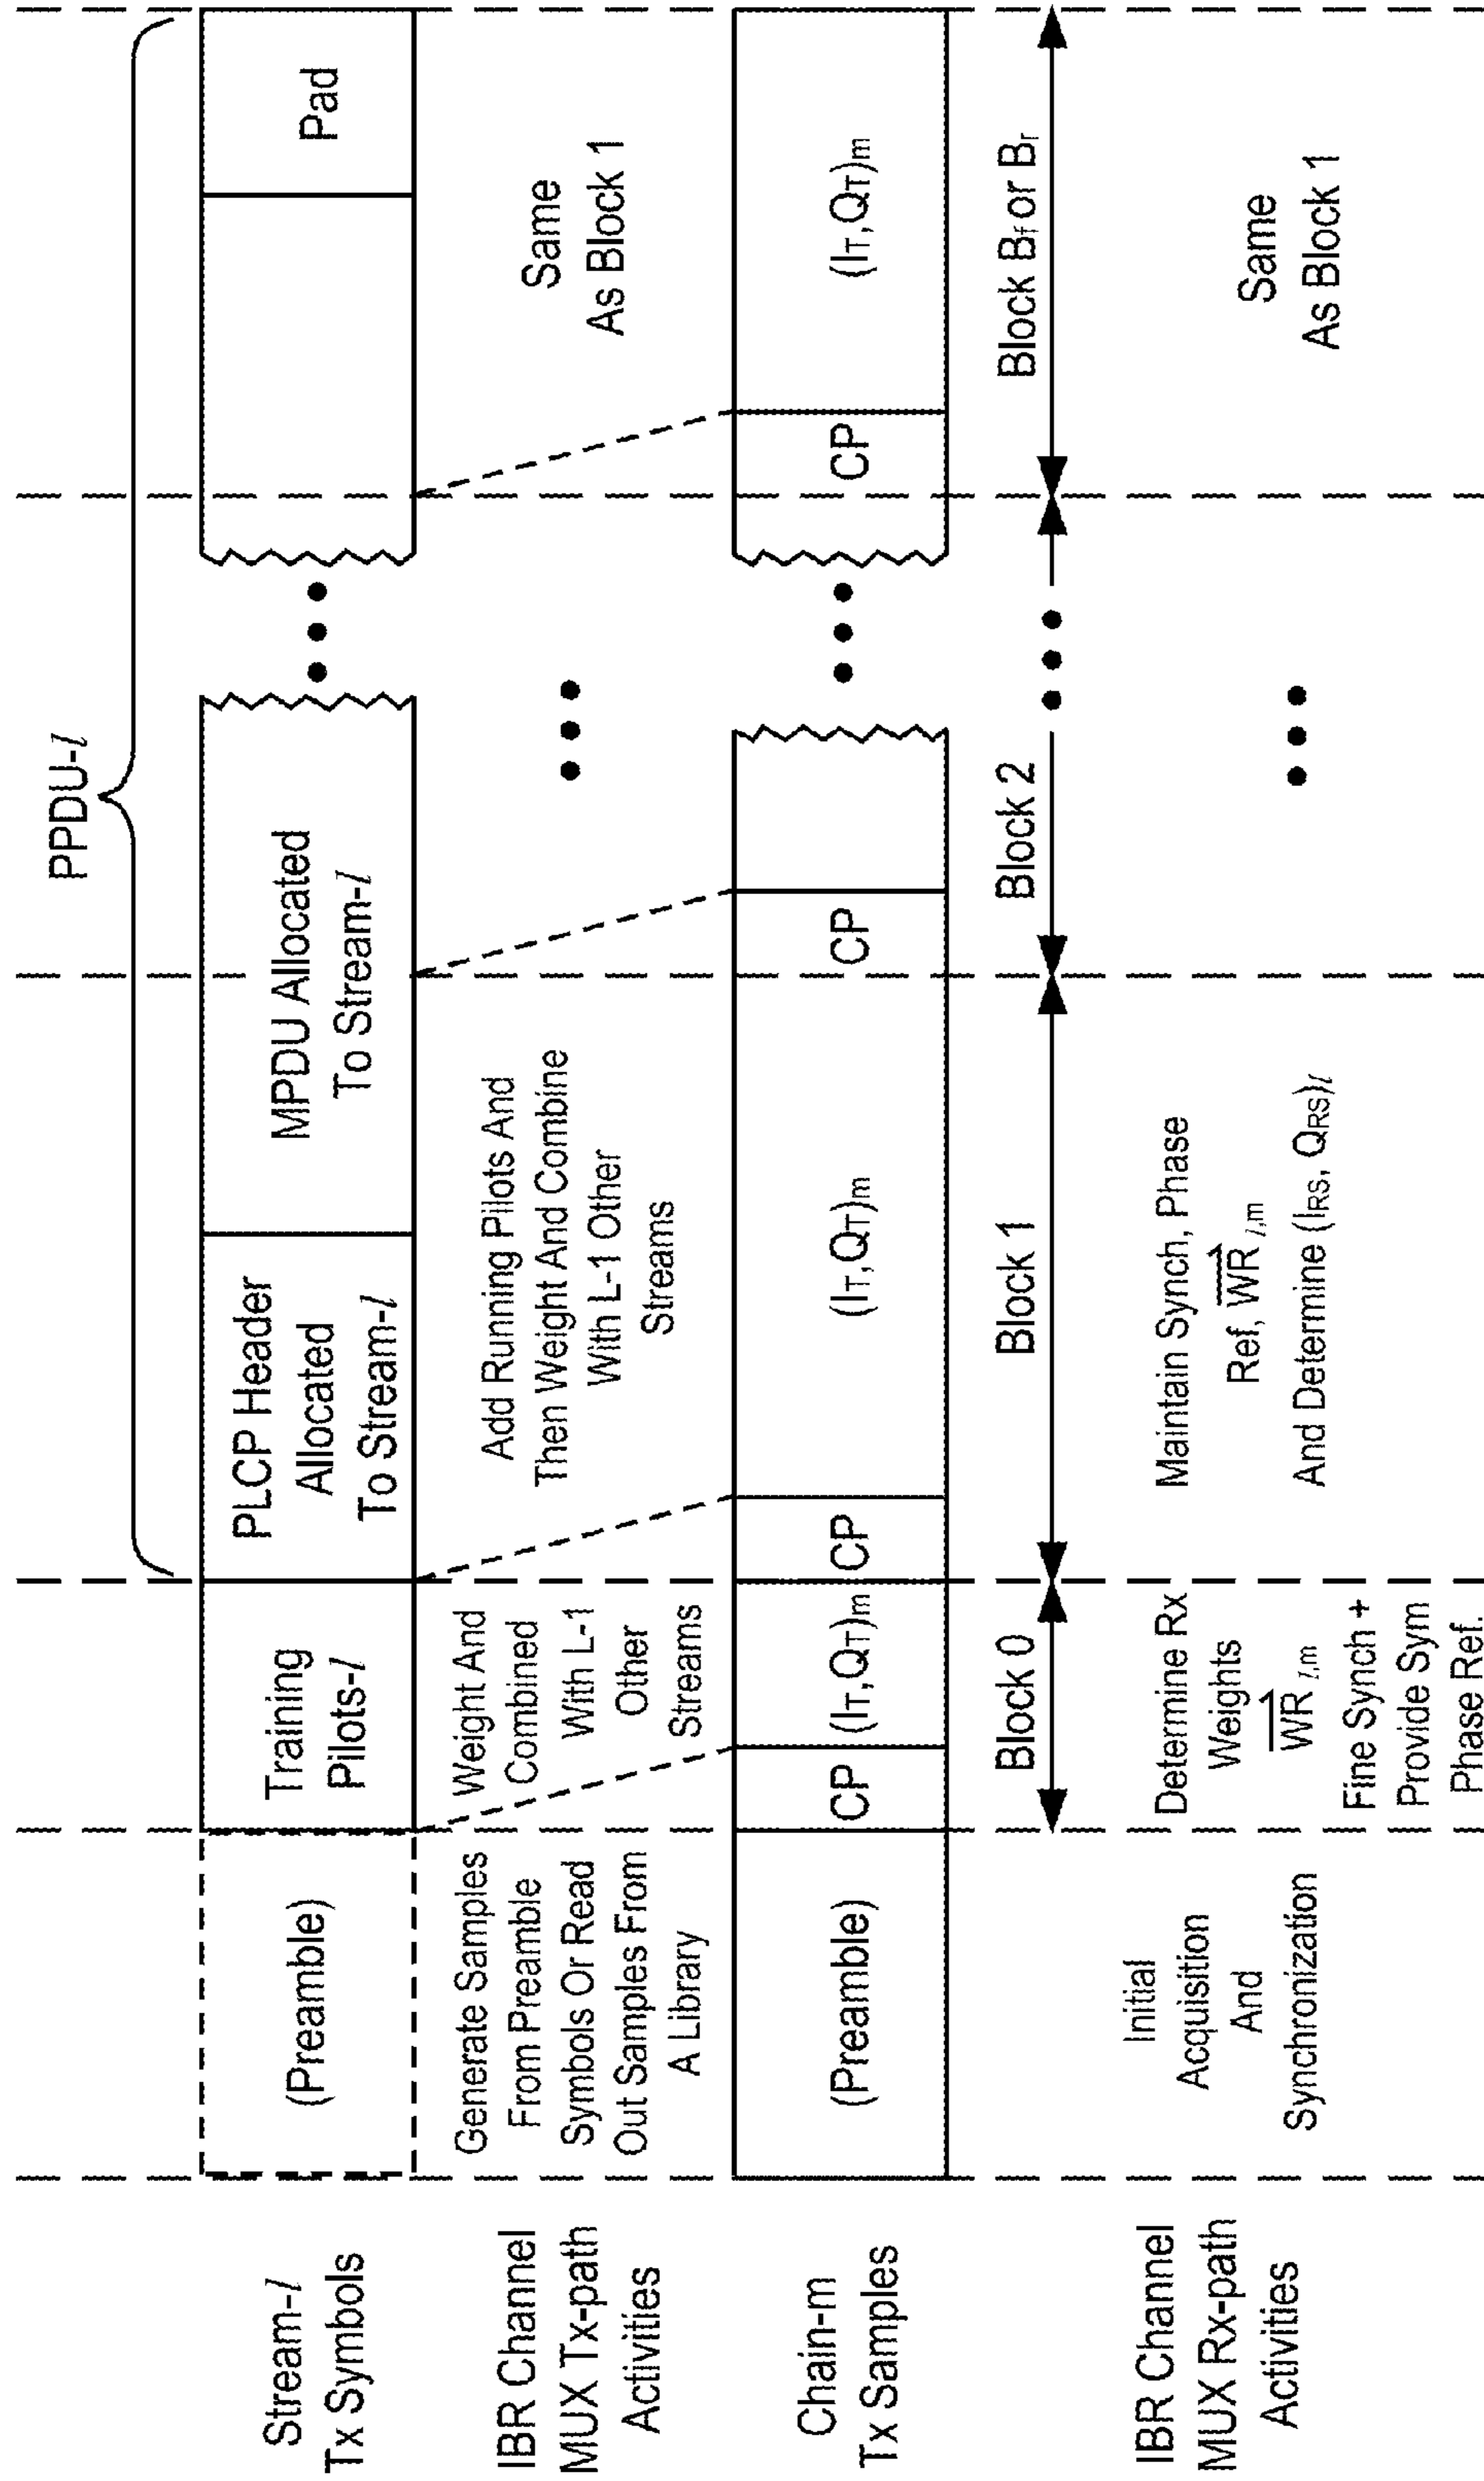 PPDU-l
Stream-l
Tx Symbols
(Preamble)
Training
Pilots-l
PLCP Header
Allocated
To Stream-l
MPDU Allocated
To Stream-l
Pad
IBR Channel
MUX Tx-path
Activities
Generate Samples
From Preamble
Symbols Or Read
Out Samples From
A Library
Weight And
Combined
With L-1
Other
Streams
Add Running Pilots And
Then Weight And Combine
With L-1 Other
Streams
Same
As Block 1
Chain-m
Tx Samples
(Preamble)
CP
(IT,QT)m
CP
(IT,QT)m
CP
CP
(IT,QT)m
Block 0
Block 1
Block 2
Block Bf or Br
IBR Channel
MUX Rx-path
Activities
Initial
Acquisition
And
Synchronization
Determine Rx
Weights
WR l,m
Fine Synch +
Provide Sym
Phase Ref.
Maintain Synch, Phase
Ref, WR l,m
And Determine (IRS, QRS)l
Same
As Block 1